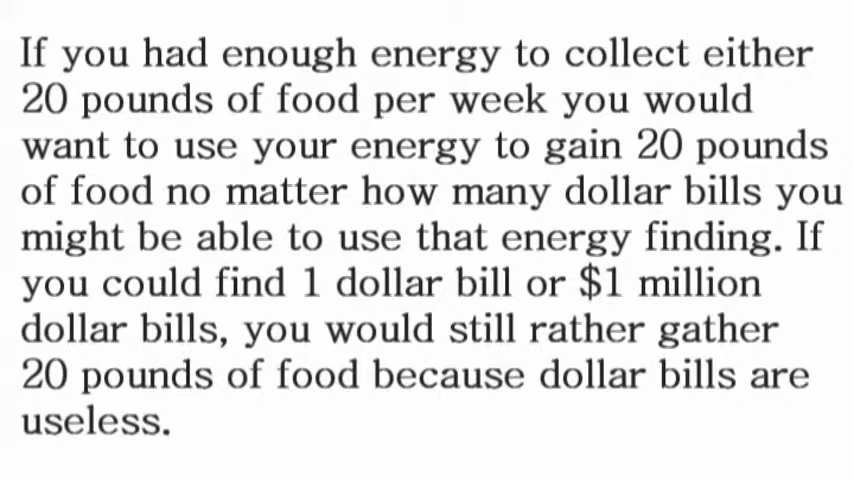 If you had enough energy to collect either
20 pounds of food per week you would
want to use your energy to gain 20 pounds
of food no matter how many dollar bills you
might be able to use that energy finding. If
you could find 1 dollar bill or $1 million
dollar bills, you would still rather gather
20 pounds of food because dollar bills are
useless.